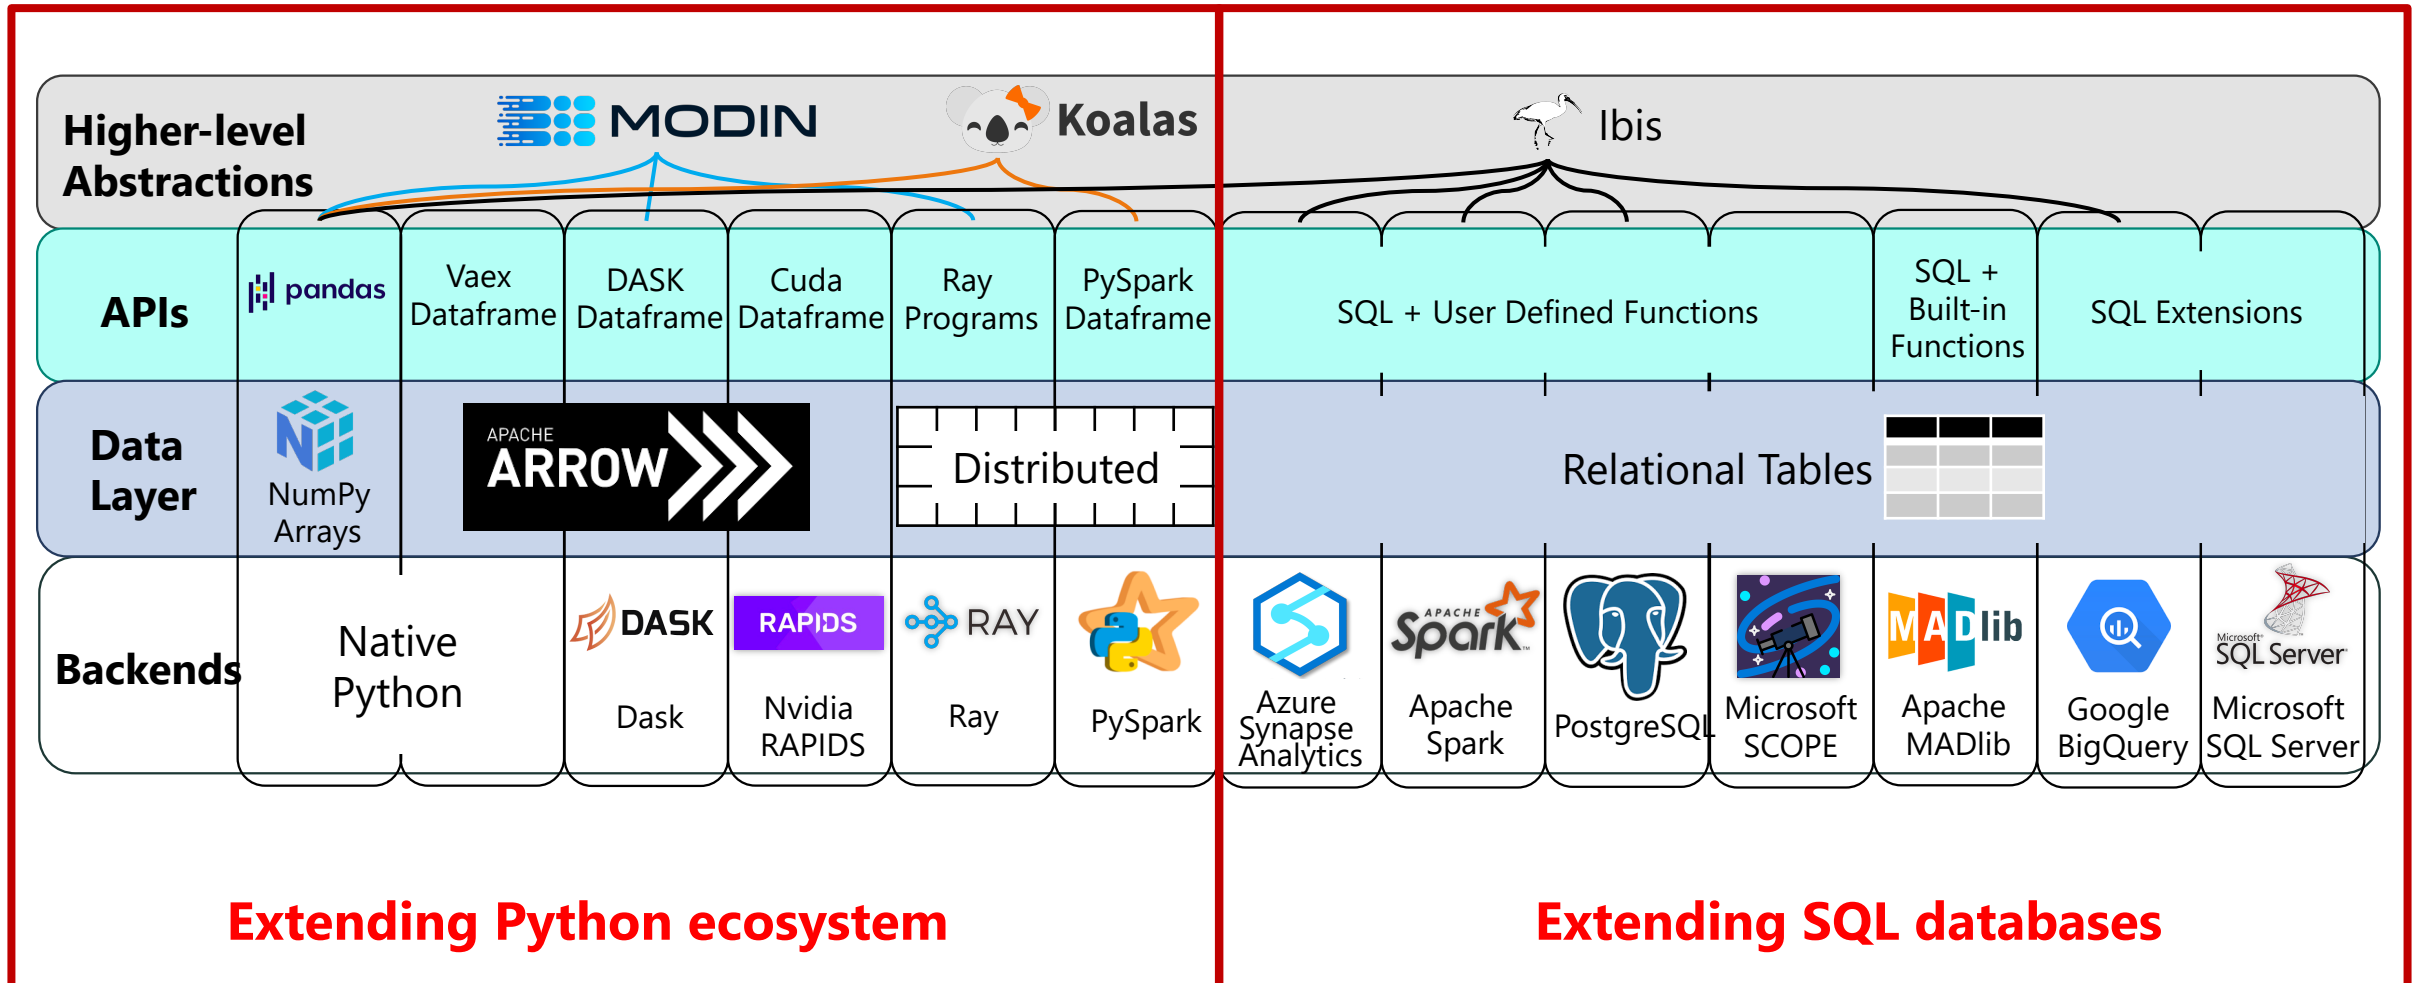 Higher-level
Abstractions
MODIN
Koalas
Ibis
APIs
pandas
Vaex
Dataframe
DASK
Dataframe
Cuda
Dataframe
Ray
Programs
PySpark
Dataframe
SQL + User Defined Functions
SQL +
Built-in
Functions
SQL Extensions
Data
Layer
NumPy
Arrays
APACHE
ARROW
Distributed
Relational Tables
Backends
Native
Python
DASK
Dask
RAPIDS
Nvidia
RAPIDS
RAY
Ray
PySpark
Azure
Synapse
Analytics
APACHE
Spark™
Apache
Spark
PostgreSQL
Microsoft
SCOPE
MADlib
Apache
MADlib
Google
BigQuery
Microsoft®
SQL Server
Microsoft
SQL Server
Extending Python ecosystem
Extending SQL databases